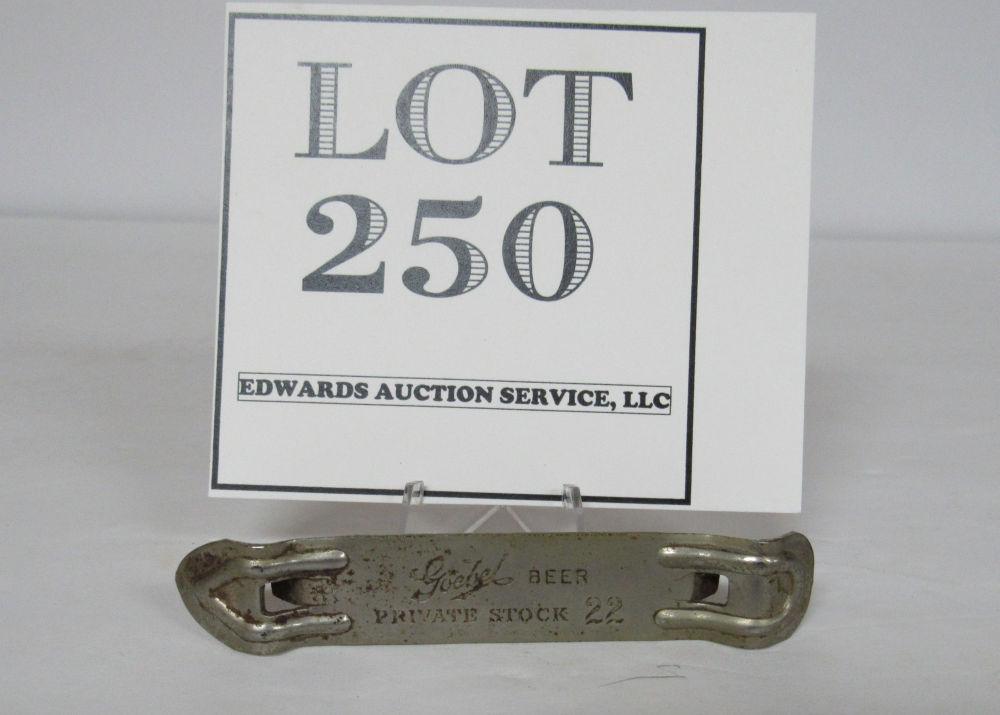 LOT
250
EDWARDS AUCTION SERVICE, LLC
Goebel BEER
PRIVATE STOCK 22